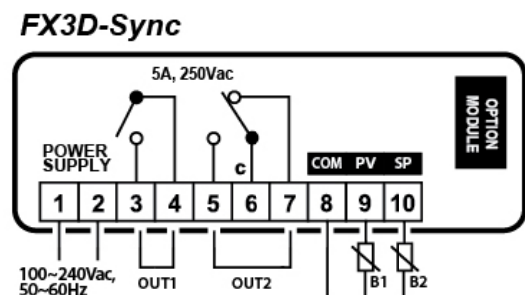 FX3D-Sync
5A, 250Vac
OPTION
MODULE
POWER
SUPPLY
c
COM PV SP
1 2 3 4 5 6 7 8 9 10
100~240Vac,
50~60Hz
OUT1 OUT2 B1 B2